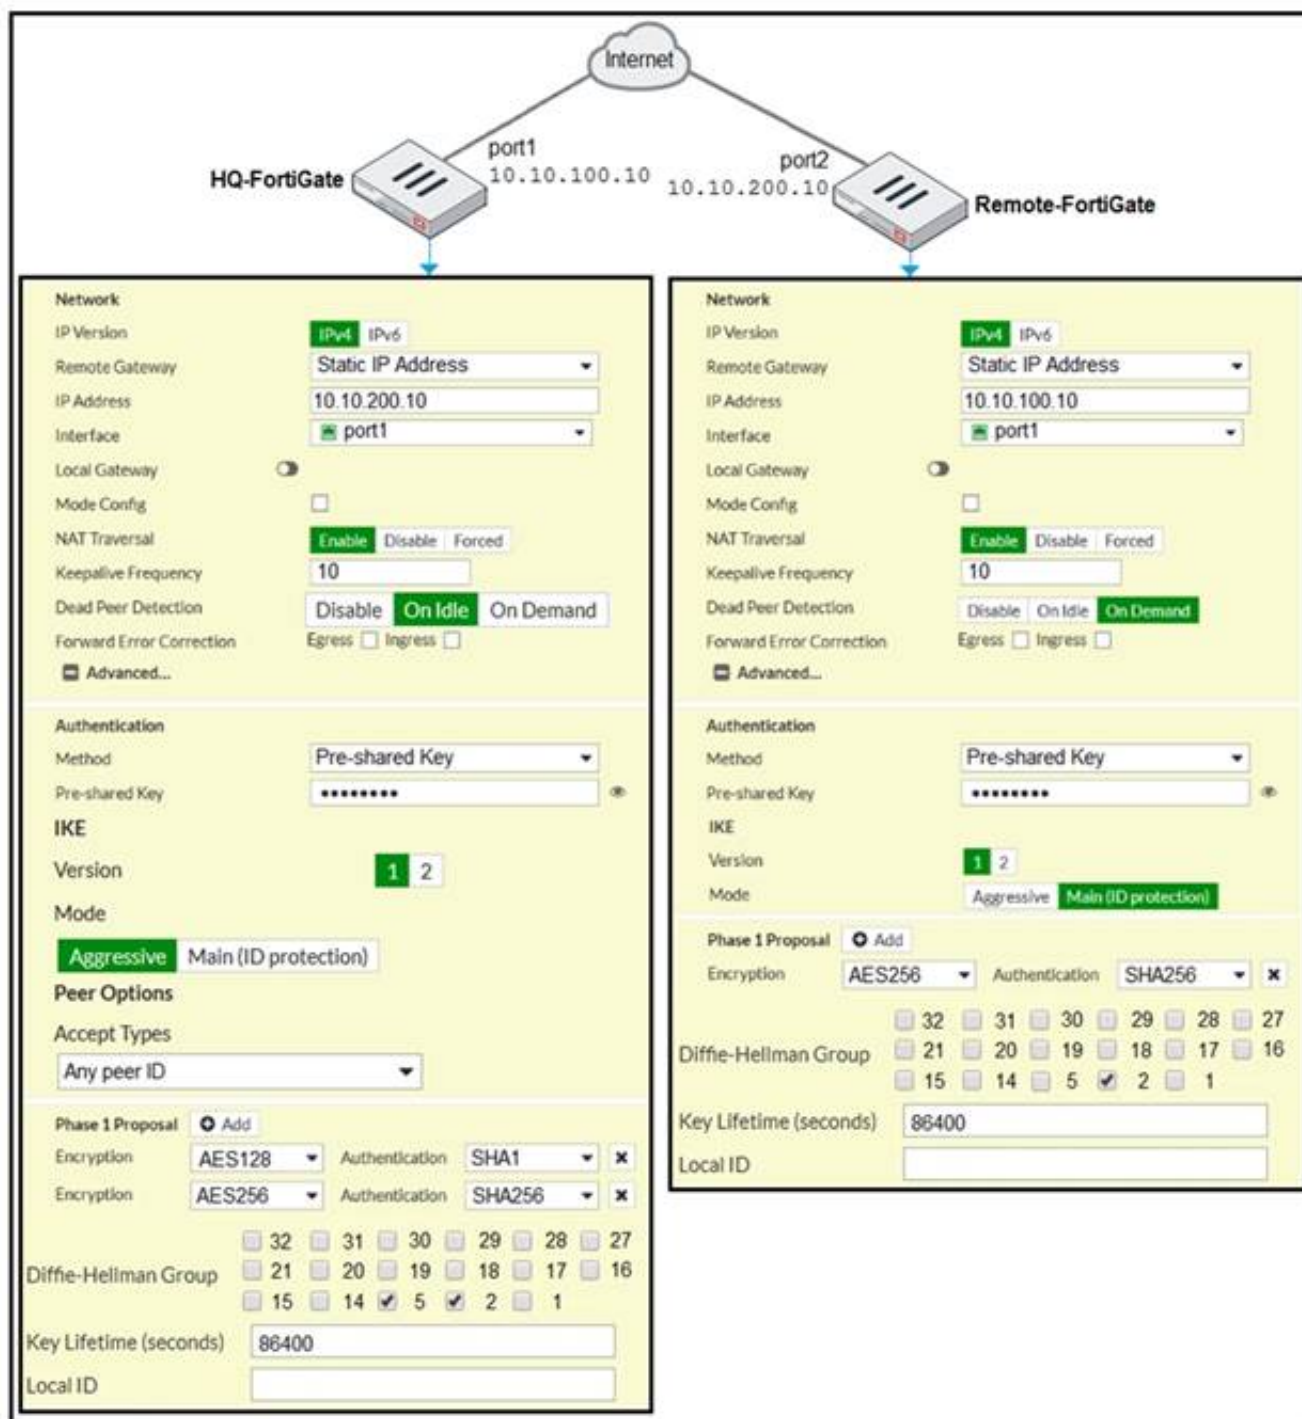 Internet
port1
10.10.100.10
HQ-FortiGate
port2
10.10.200.10
Remote-FortiGate
Network
IP Version IPv4 IPv6
Remote Gateway Static IP Address
IP Address 10.10.200.10
Interface port1
Local Gateway
Mode Config
NAT Traversal Enable Disable Forced
Keepalive Frequency 10
Dead Peer Detection Disable On Idle On Demand
Forward Error Correction Egress Ingress
Advanced...
Authentication
Method Pre-shared Key
Pre-shared Key ••••••••
IKE
Version 1 2
Mode
Aggressive Main (ID protection)
Peer Options
Accept Types
Any peer ID
Phase 1 Proposal Add
Encryption AES128 Authentication SHA1
Encryption AES256 Authentication SHA256
32 31 30 29 28 27
Diffie-Hellman Group 21 20 19 18 17 16
15 14 5 2 1
Key Lifetime (seconds) 86400
Local ID
Network
IP Version IPv4 IPv6
Remote Gateway Static IP Address
IP Address 10.10.100.10
Interface port1
Local Gateway
Mode Config
NAT Traversal Enable Disable Forced
Keepalive Frequency 10
Dead Peer Detection Disable On Idle On Demand
Forward Error Correction Egress Ingress
Advanced...
Authentication
Method Pre-shared Key
Pre-shared Key ••••••••
IKE
Version 1 2
Mode Aggressive Main (ID protection)
Phase 1 Proposal Add
Encryption AES256 Authentication SHA256
32 31 30 29 28 27
Diffie-Hellman Group 21 20 19 18 17 16
15 14 5 2 1
Key Lifetime (seconds) 86400
Local ID